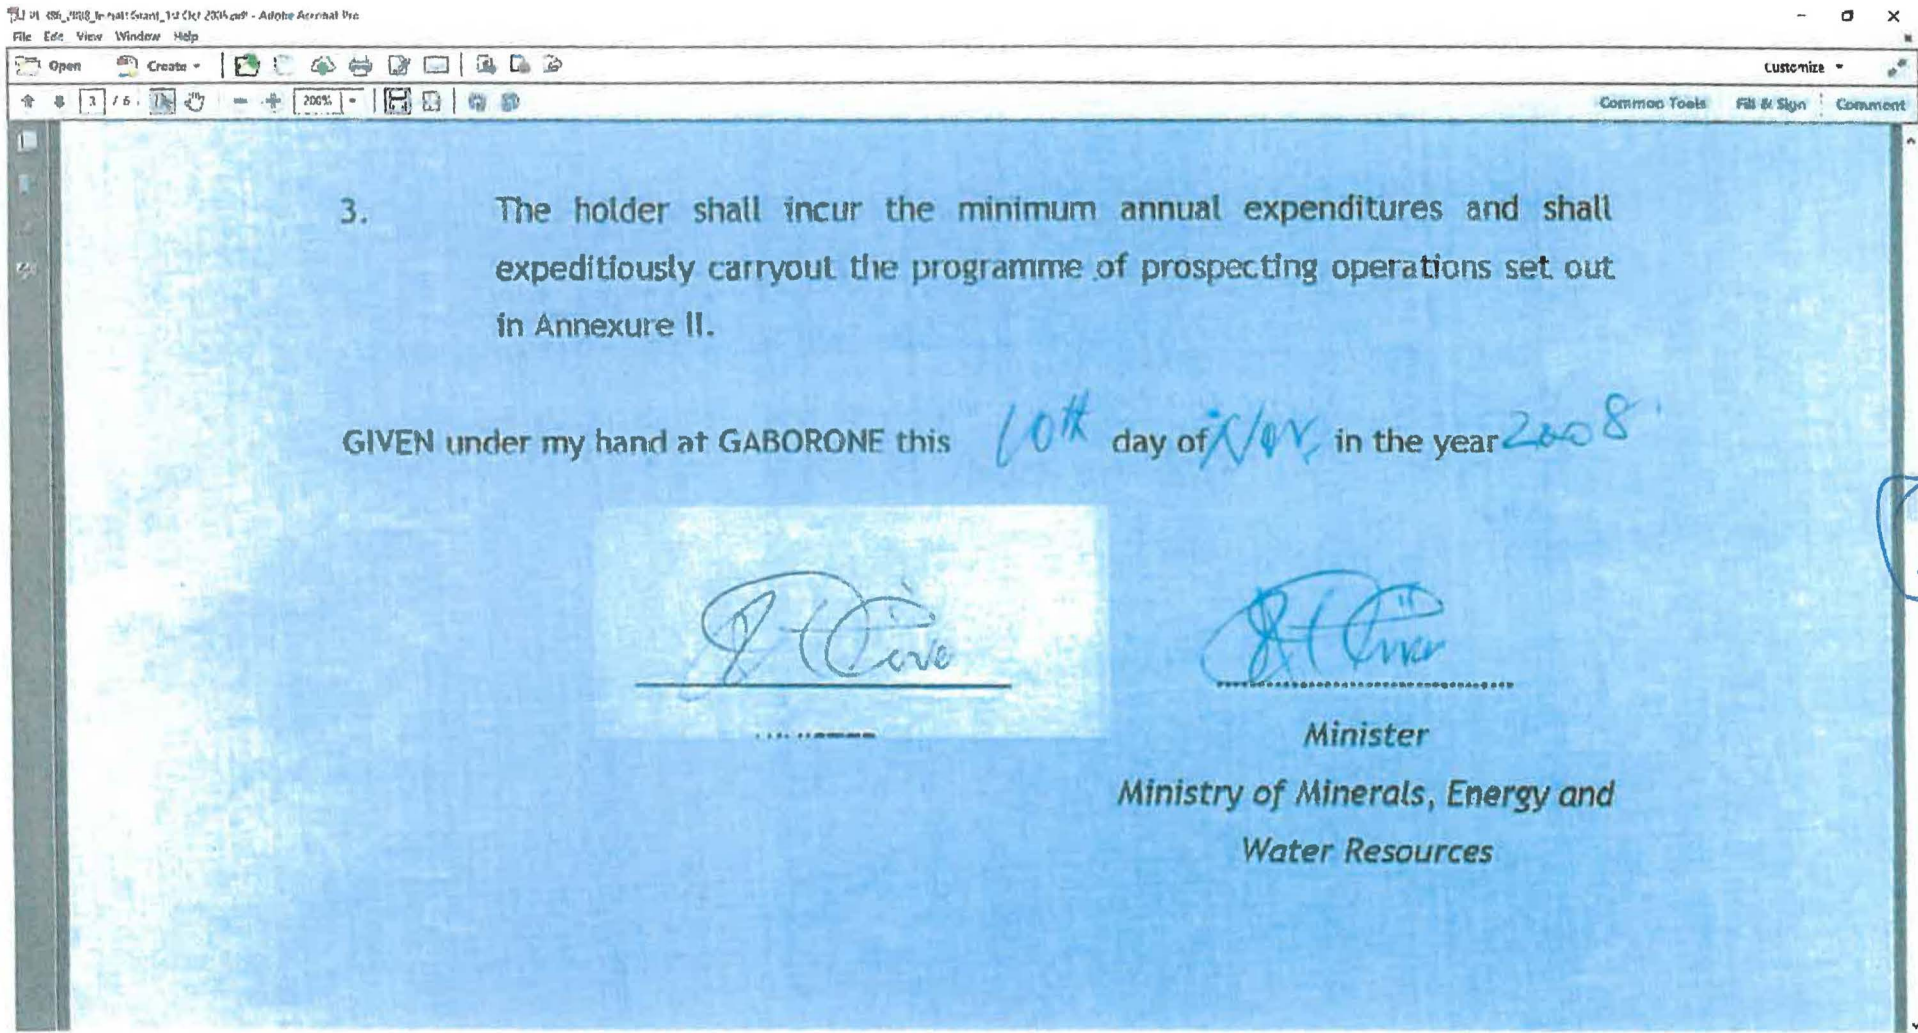 File Edit View Window Help
Open Create
Customize
3 / 6 200%
Common Tools Fill & Sign Comment
3. The holder shall incur the minimum annual expenditures and shall
expeditiously carryout the programme of prospecting operations set out
in Annexure II.
GIVEN under my hand at GABORONE this 10th day of Nov, in the year 2008
Minister
Ministry of Minerals, Energy and
Water Resources